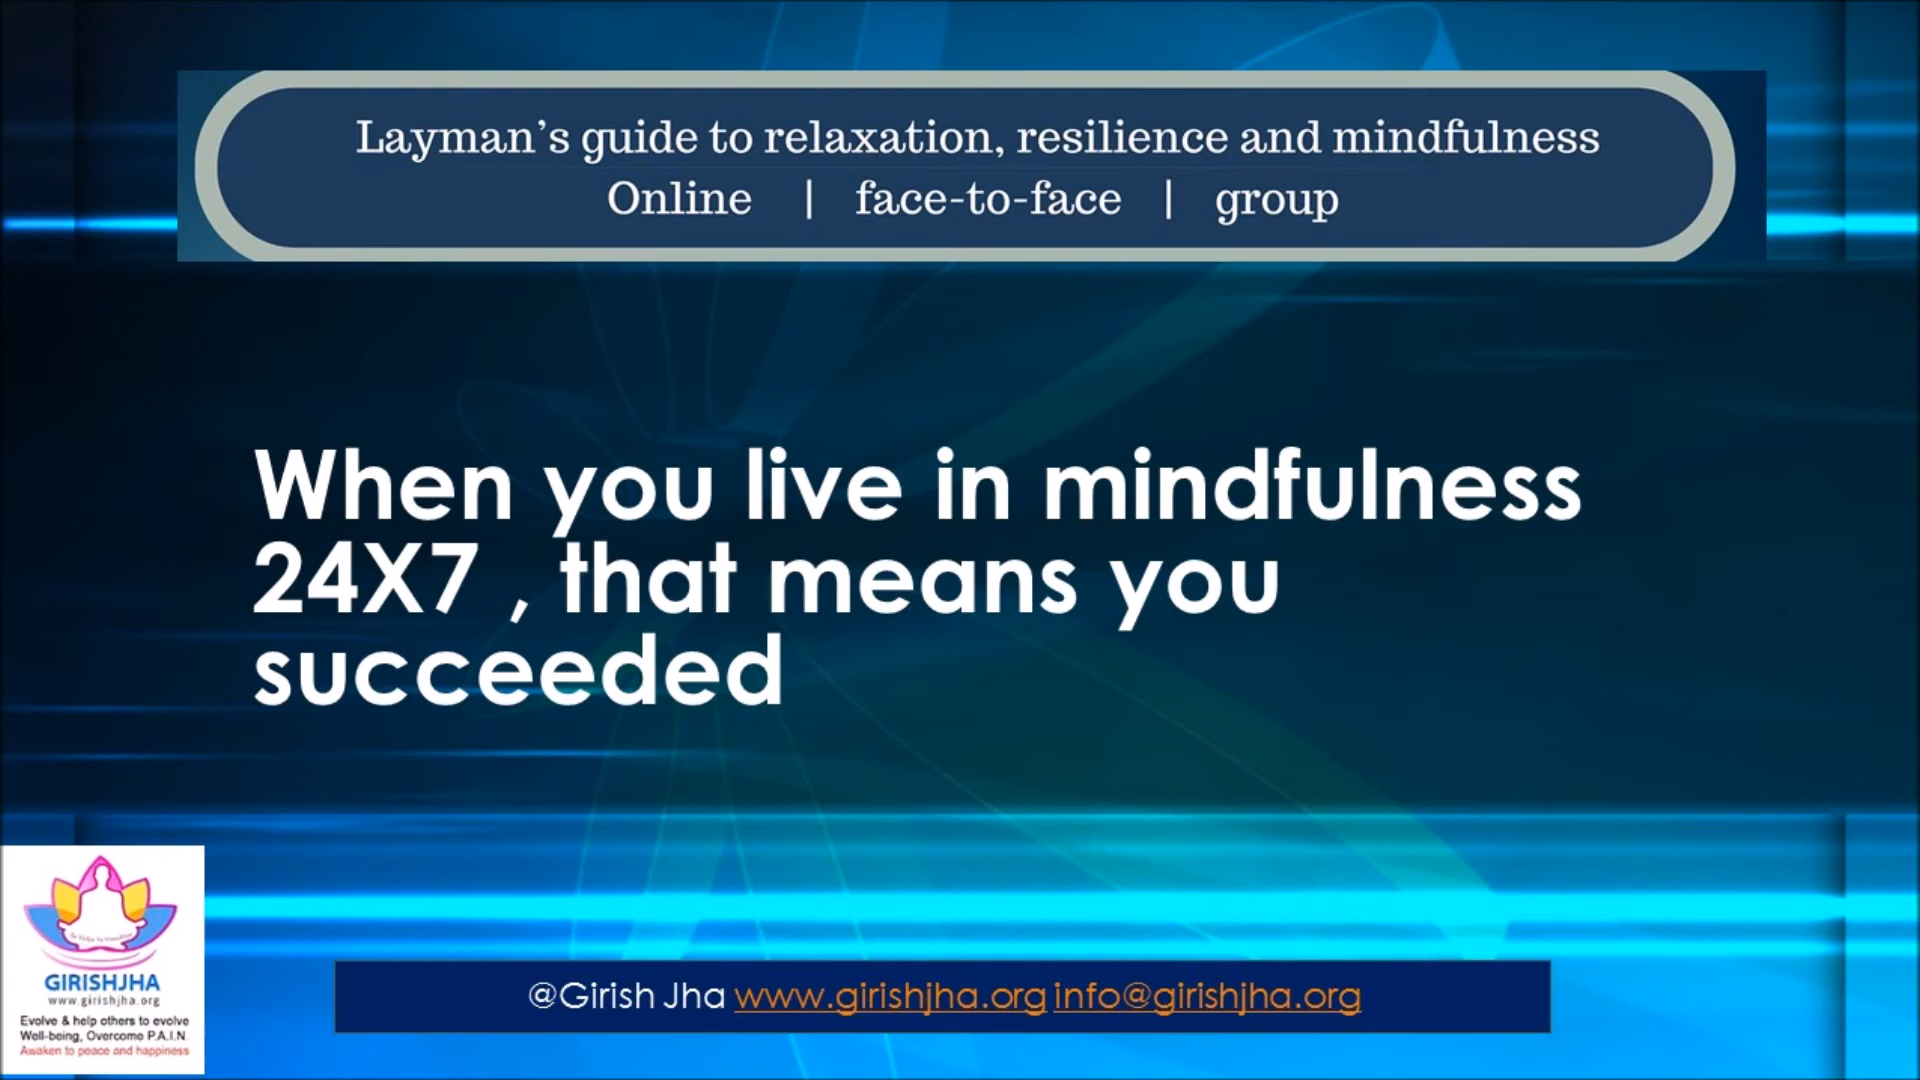 Layman's guide to relaxation, resilience and mindfulness
Online | face-to-face | group
When you live in mindfulness
24X7 , that means you
succeeded
GIRISHJHA
www.girishjha.org
Evolve & help others to evolve
Well-being, Overcome P.A.I.N.
Awaken to peace and happiness
@Girish Jha www.girishjha.org info@girishjha.org